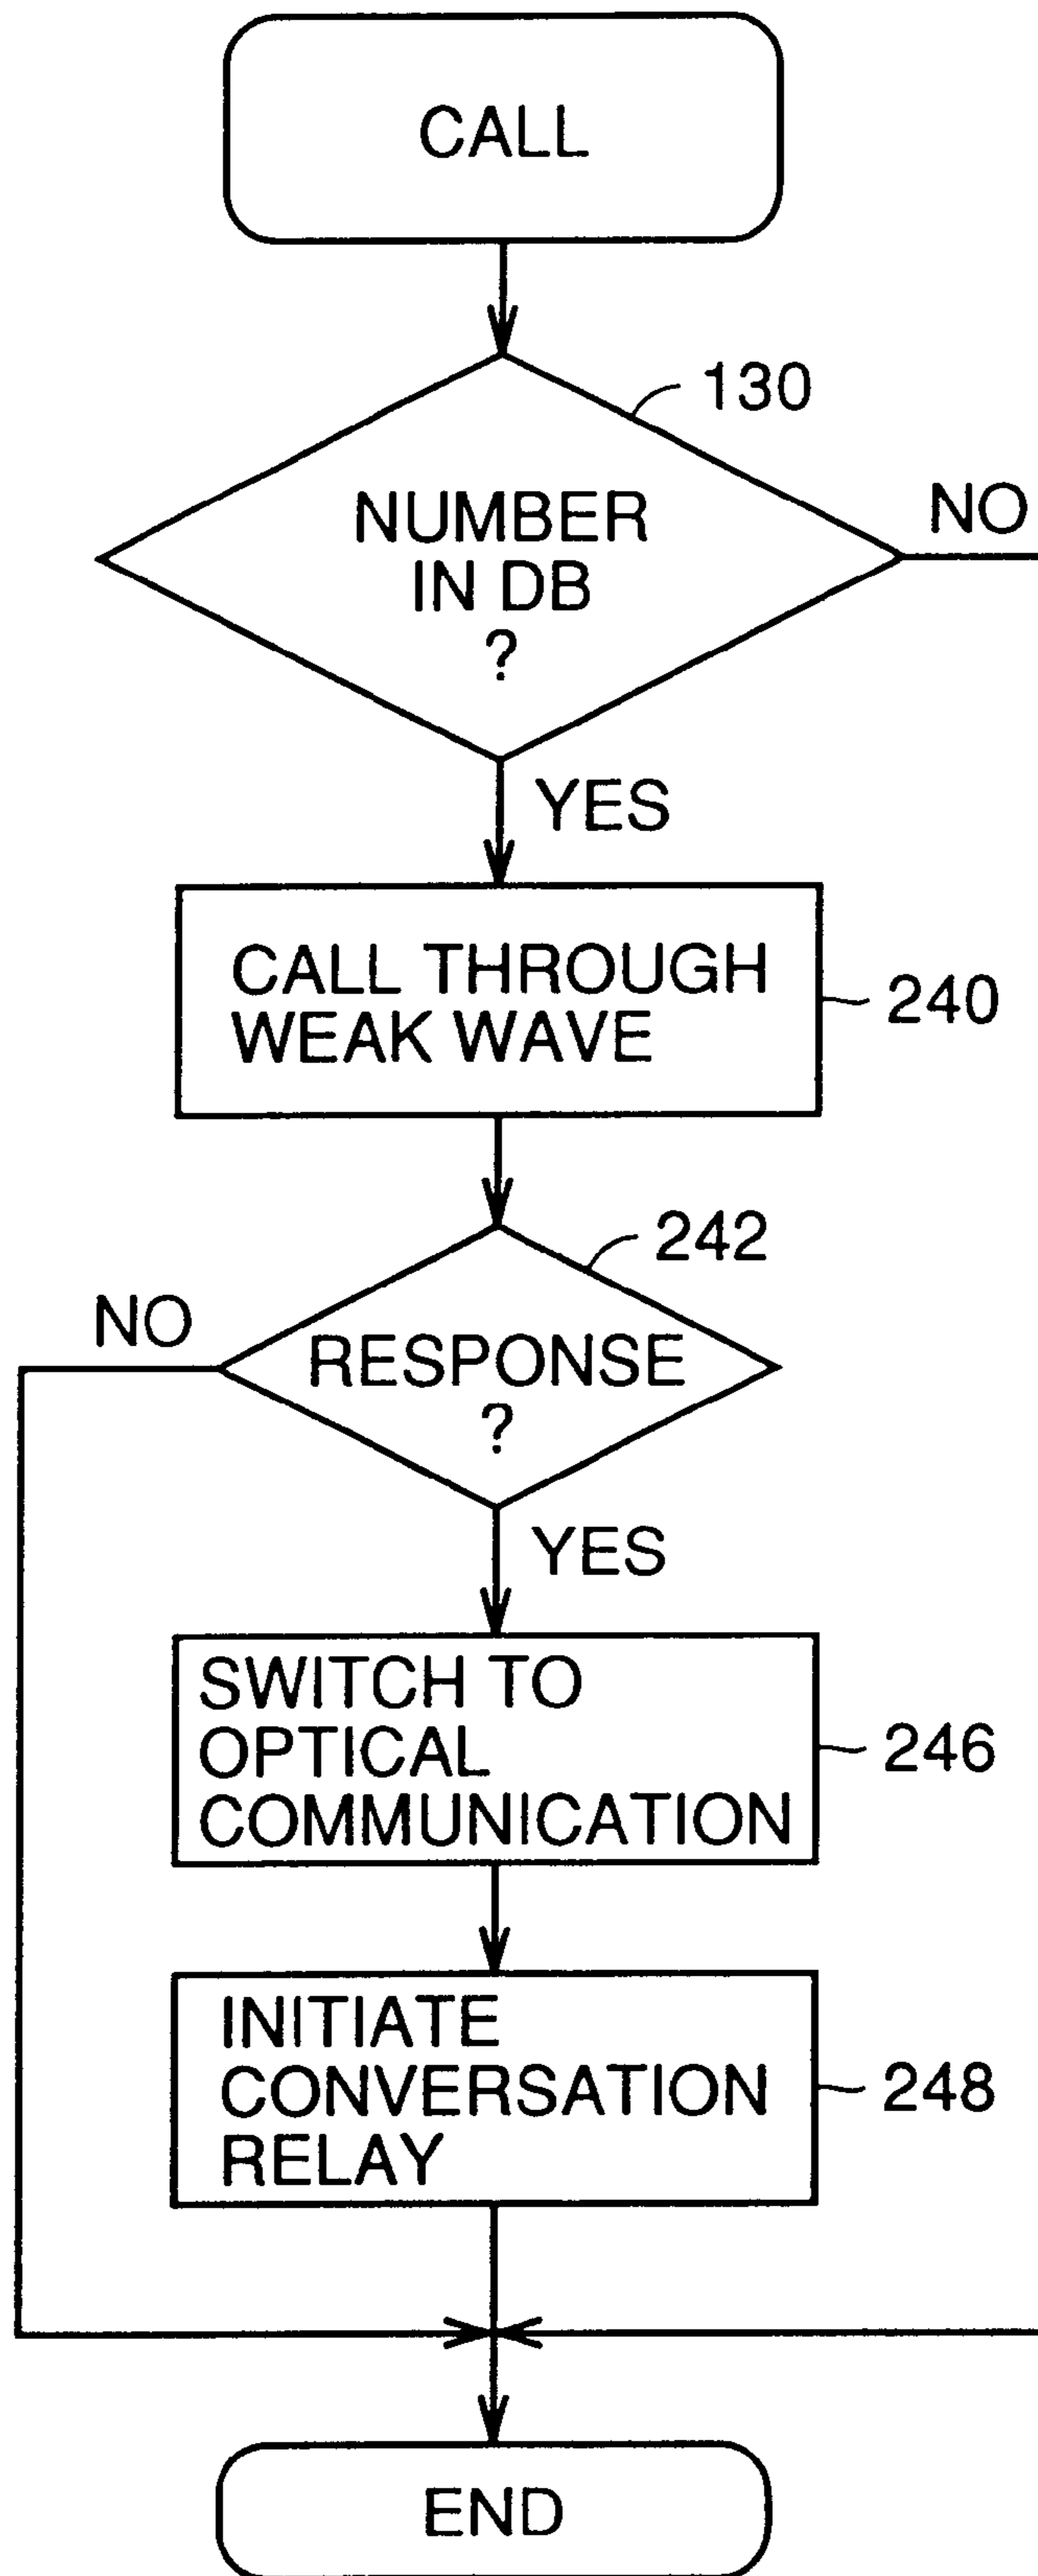 CALL
130
NUMBER
IN DB
?
NO
YES
CALL THROUGH
WEAK WAVE
240
242
NO
RESPONSE
?
YES
SWITCH TO
OPTICAL
COMMUNICATION
246
INITIATE
CONVERSATION
RELAY
248
END